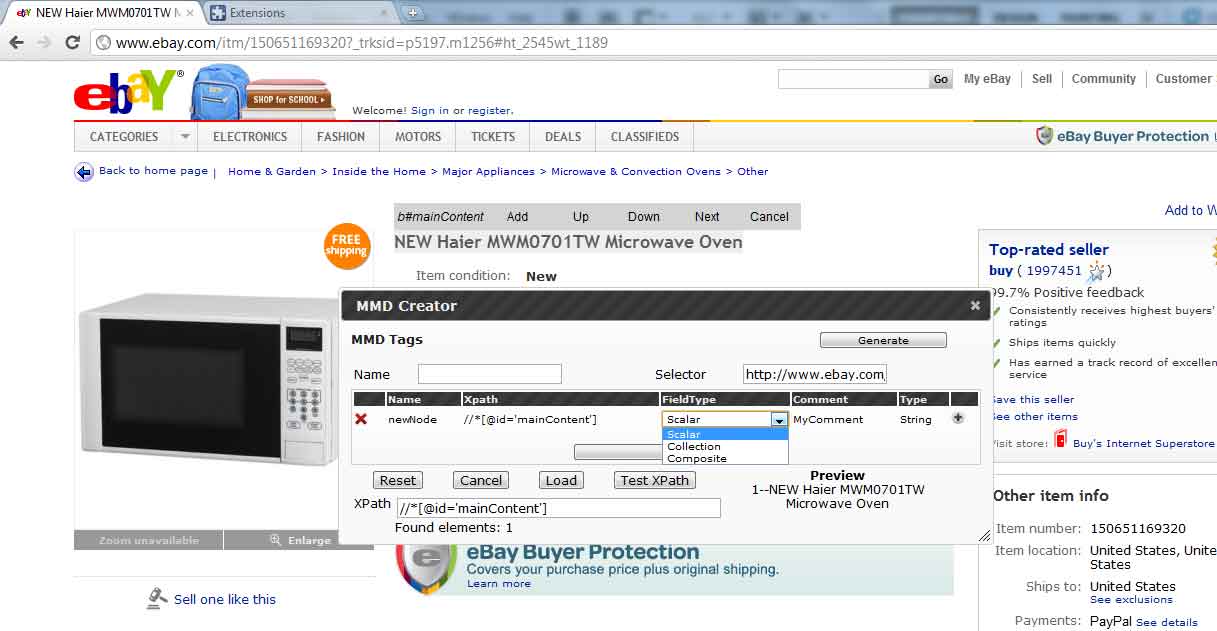 NEW Haier MWM0701TW M
Extensions
www.ebay.com/itm/150651169320?_trksid=p5197.m1256#ht_2545wt_1189
ebay®
SHOP for SCHOOL ▸
Welcome! Sign in or register.
Go
My eBay
Sell
Community
Customer
CATEGORIES
ELECTRONICS
FASHION
MOTORS
TICKETS
DEALS
CLASSIFIEDS
eBay Buyer Protection
Back to home page | Home & Garden > Inside the Home > Major Appliances > Microwave & Convection Ovens > Other
Add to W
b#mainContent Add Up Down Next Cancel
FREE
shipping
NEW Haier MWM0701TW Microwave Oven
Item condition: New
MMD Creator
MMD Tags
Generate
Name
Selector
http://www.ebay.com
Name Xpath FieldType Comment Type
newNode //*[@id='mainContent'] Scalar MyComment String
Scalar
Collection
Composite
Reset Cancel Load Test XPath
XPath //*[@id='mainContent']
Found elements: 1
Preview
1--NEW Haier MWM0701TW
Microwave Oven
Zoom unavailable
Enlarge
Sell one like this
eBay Buyer Protection
Covers your purchase price plus original shipping.
Learn more
Top-rated seller
buy ( 1997451 )
99.7% Positive feedback
Consistently receives highest buyers'
ratings
Ships items quickly
Has earned a track record of excellen
service
Save this seller
See other items
Visit store: Buy's Internet Superstore
Other item info
Item number: 150651169320
Item location: United States, Unite
States
Ships to: United States
See exclusions
Payments: PayPal See details